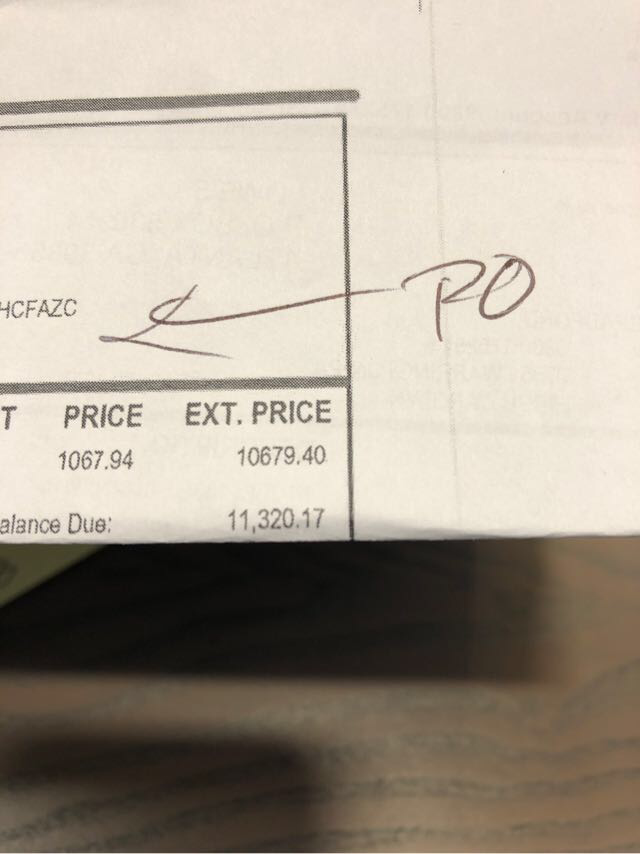 PO
HCFAZC
T PRICE EXT. PRICE
1067.94 10679.40
alance Due: 11,320.17